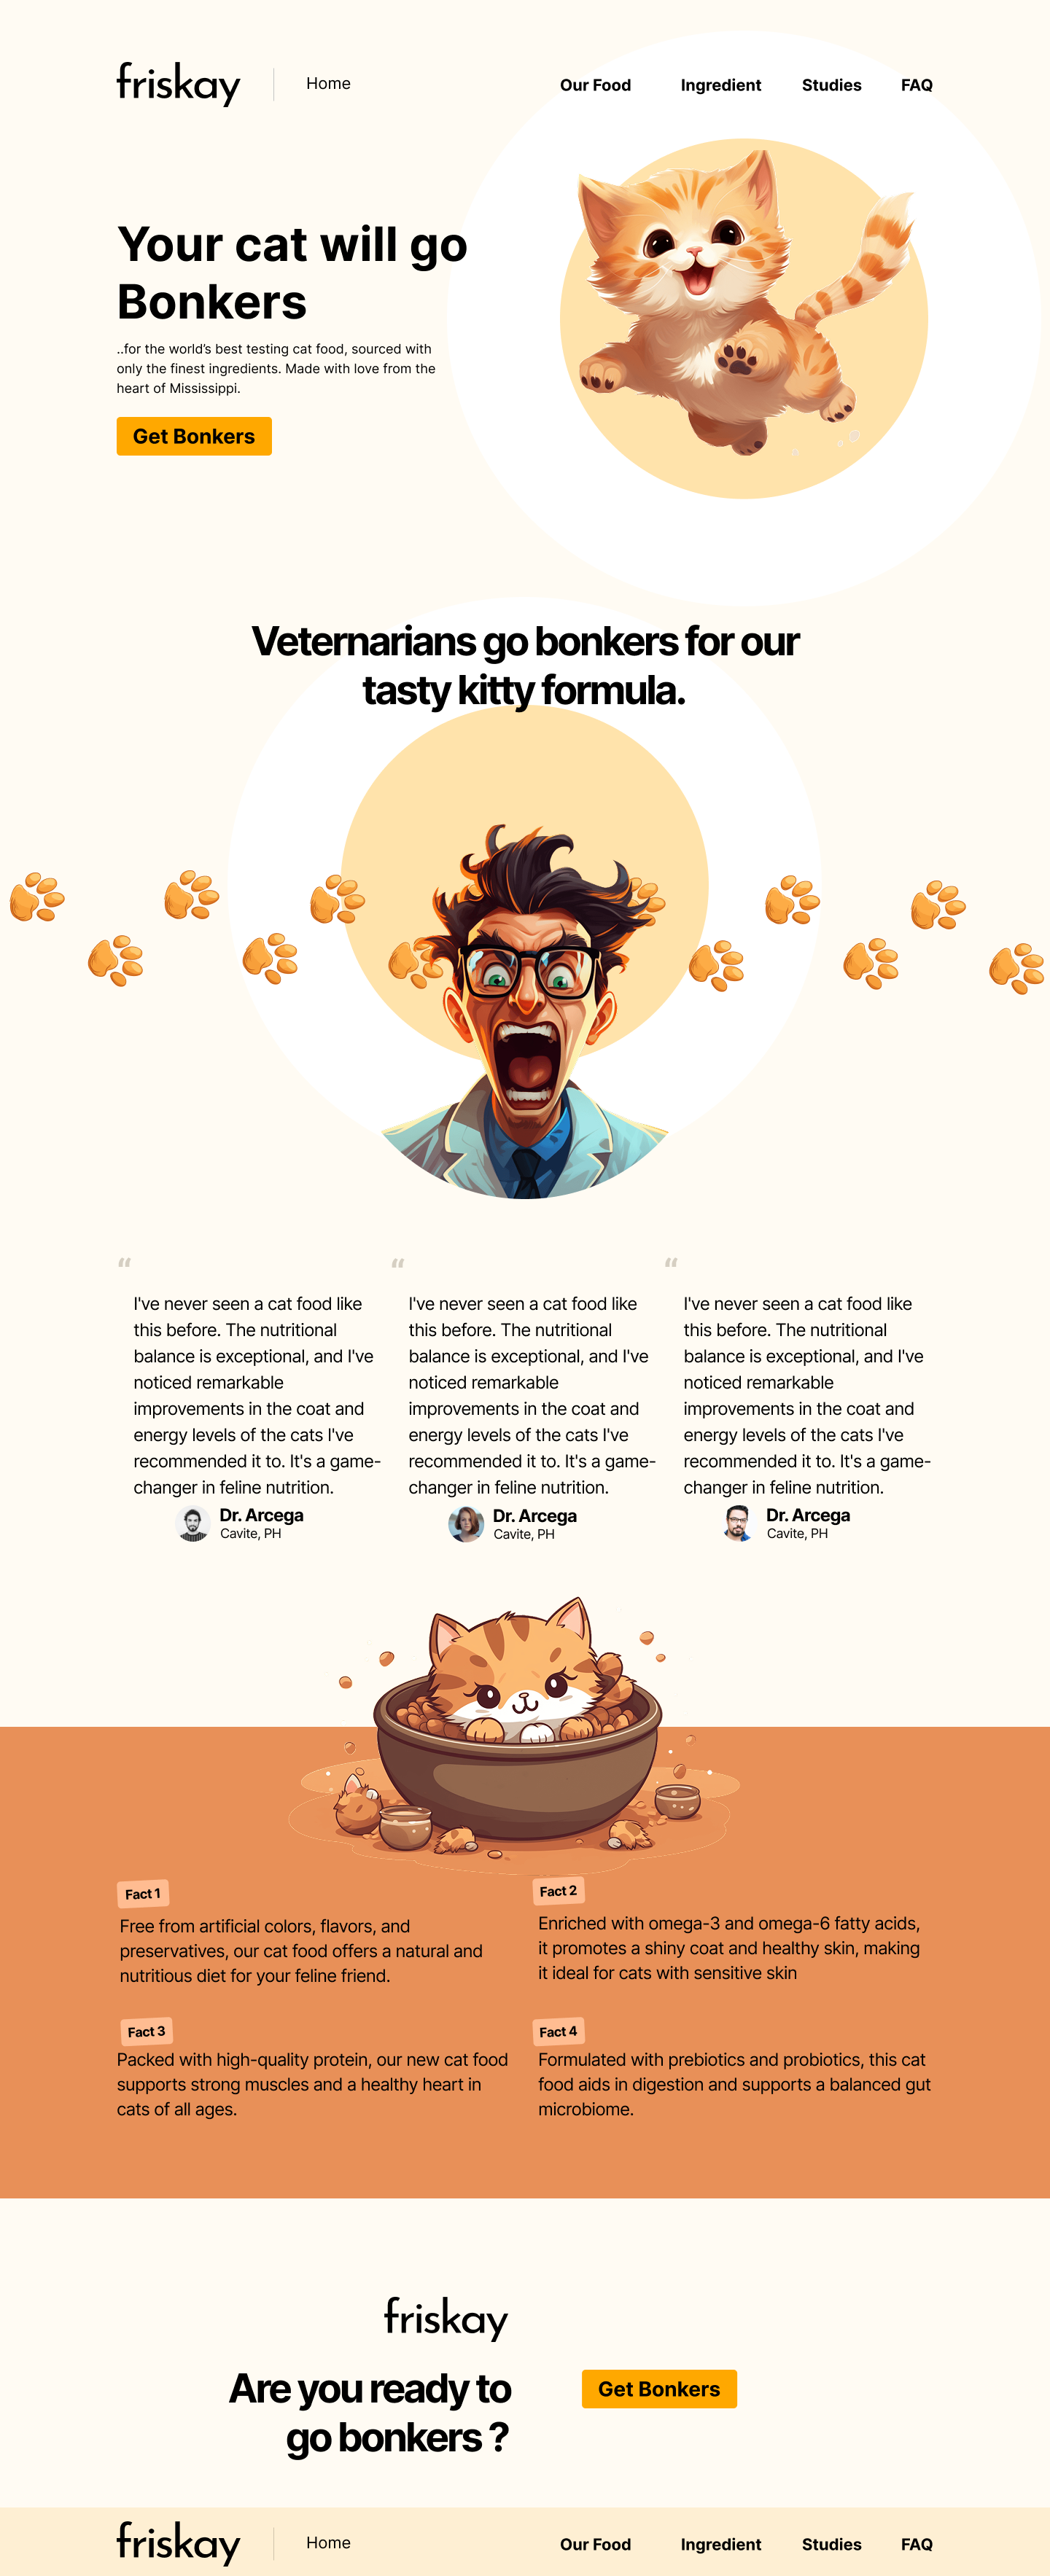 friskay
Home
Our Food
Ingredient
Studies
FAQ
Your cat will go
Bonkers
..for the world’s best testing cat food, sourced with
only the finest ingredients. Made with love from the
heart of Mississippi.
Get Bonkers
Veternarians go bonkers for our
tasty kitty formula.
“
I've never seen a cat food like
this before. The nutritional
balance is exceptional, and I've
noticed remarkable
improvements in the coat and
energy levels of the cats I've
recommended it to. It's a game-
changer in feline nutrition.
Dr. Arcega
Cavite, PH
“
I've never seen a cat food like
this before. The nutritional
balance is exceptional, and I've
noticed remarkable
improvements in the coat and
energy levels of the cats I've
recommended it to. It's a game-
changer in feline nutrition.
Dr. Arcega
Cavite, PH
“
I've never seen a cat food like
this before. The nutritional
balance is exceptional, and I've
noticed remarkable
improvements in the coat and
energy levels of the cats I've
recommended it to. It's a game-
changer in feline nutrition.
Dr. Arcega
Cavite, PH
Fact 1
Free from artificial colors, flavors, and
preservatives, our cat food offers a natural and
nutritious diet for your feline friend.
Fact 2
Enriched with omega-3 and omega-6 fatty acids,
it promotes a shiny coat and healthy skin, making
it ideal for cats with sensitive skin
Fact 3
Packed with high-quality protein, our new cat food
supports strong muscles and a healthy heart in
cats of all ages.
Fact 4
Formulated with prebiotics and probiotics, this cat
food aids in digestion and supports a balanced gut
microbiome.
friskay
Are you ready to
go bonkers ?
Get Bonkers
friskay
Home
Our Food
Ingredient
Studies
FAQ